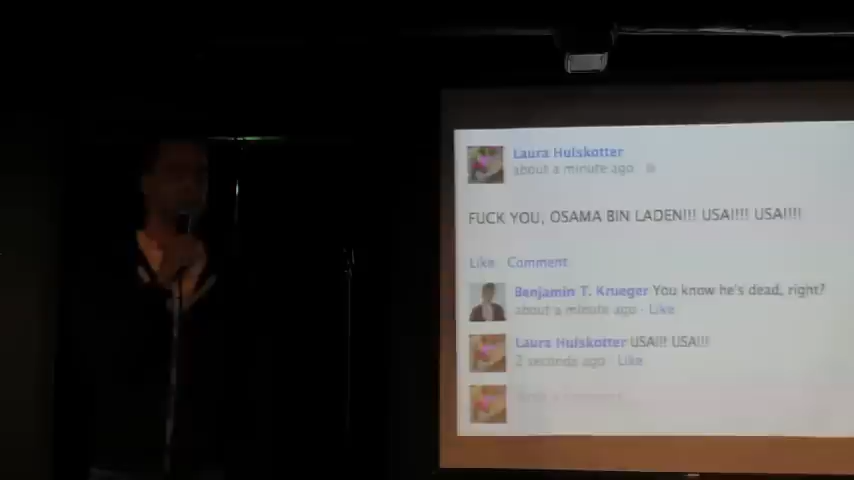 Laura Hulskotter
about a minute ago
FUCK YOU, OSAMA BIN LADEN!!! USA!!!! USA!!!!
Like · Comment
Benjamin T. Krueger You know he's dead, right?
about a minute ago · Like
Laura Hulskotter USA!!! USA!!!
2 seconds ago · Like